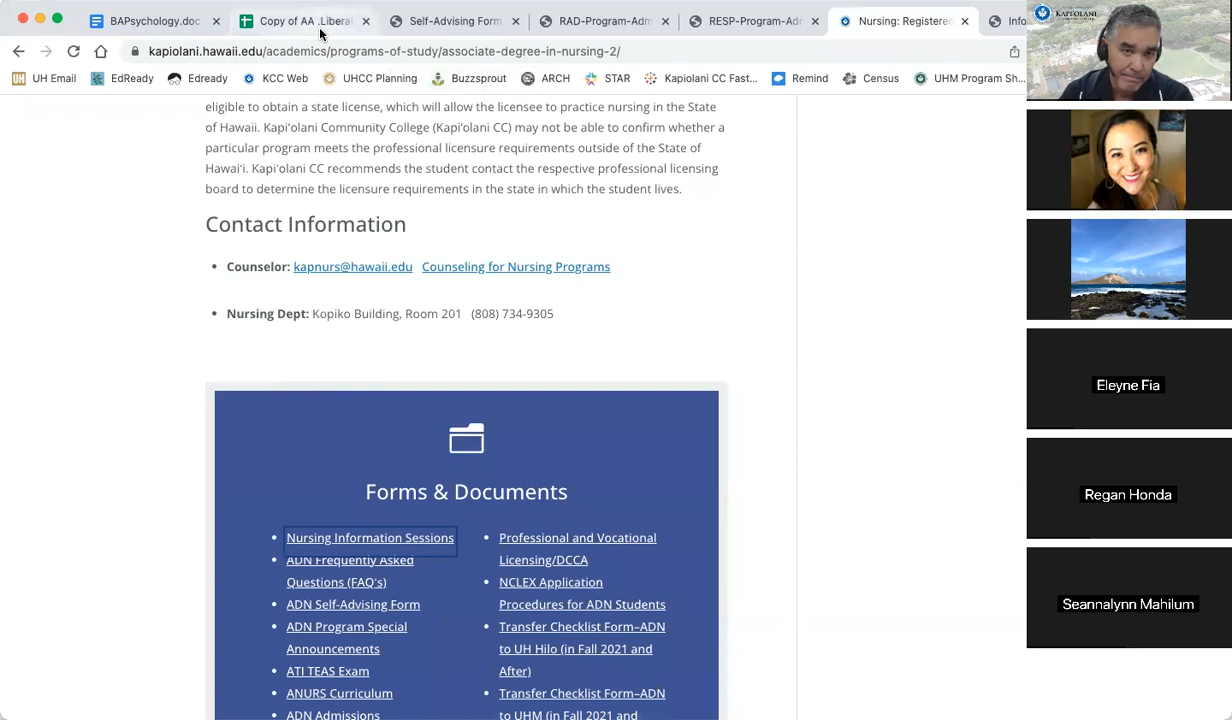 BAPsychology.doc
Copy of AA .Liberal
Self-Advising Form
RAD-Program-Adm
RESP-Program-Ad
Nursing: Registere
kapiolani.hawaii.edu/academics/programs-of-study/associate-degree-in-nursing-2/
UH Email
EdReady
Edready
KCC Web
UHCC Planning
Buzzsprout
ARCH
STAR
Kapiolani CC Fast...
Remind
Census
UHM Program Sh...
KAPIʻOLANI
eligible to obtain a state license, which will allow the licensee to practice nursing in the State
of Hawaii. Kapiʻolani Community College (Kapiʻolani CC) may not be able to confirm whether a
particular program meets the professional licensure requirements outside of the State of
Hawaiʻi. Kapiʻolani CC recommends the student contact the respective professional licensing
board to determine the licensure requirements in the state in which the student lives.
Contact Information
• Counselor: kapnurs@hawaii.edu Counseling for Nursing Programs
• Nursing Dept: Kopiko Building, Room 201 (808) 734-9305
Forms & Documents
• Nursing Information Sessions
• ADN Frequently Asked
Questions (FAQ's)
• ADN Self-Advising Form
• ADN Program Special
Announcements
• ATI TEAS Exam
• ANURS Curriculum
• ADN Admissions
• Professional and Vocational
Licensing/DCCA
• NCLEX Application
Procedures for ADN Students
• Transfer Checklist Form–ADN
to UH Hilo (in Fall 2021 and
After)
• Transfer Checklist Form–ADN
to UHM (in Fall 2021 and
Eleyne Fia
Regan Honda
Seannalynn Mahilum